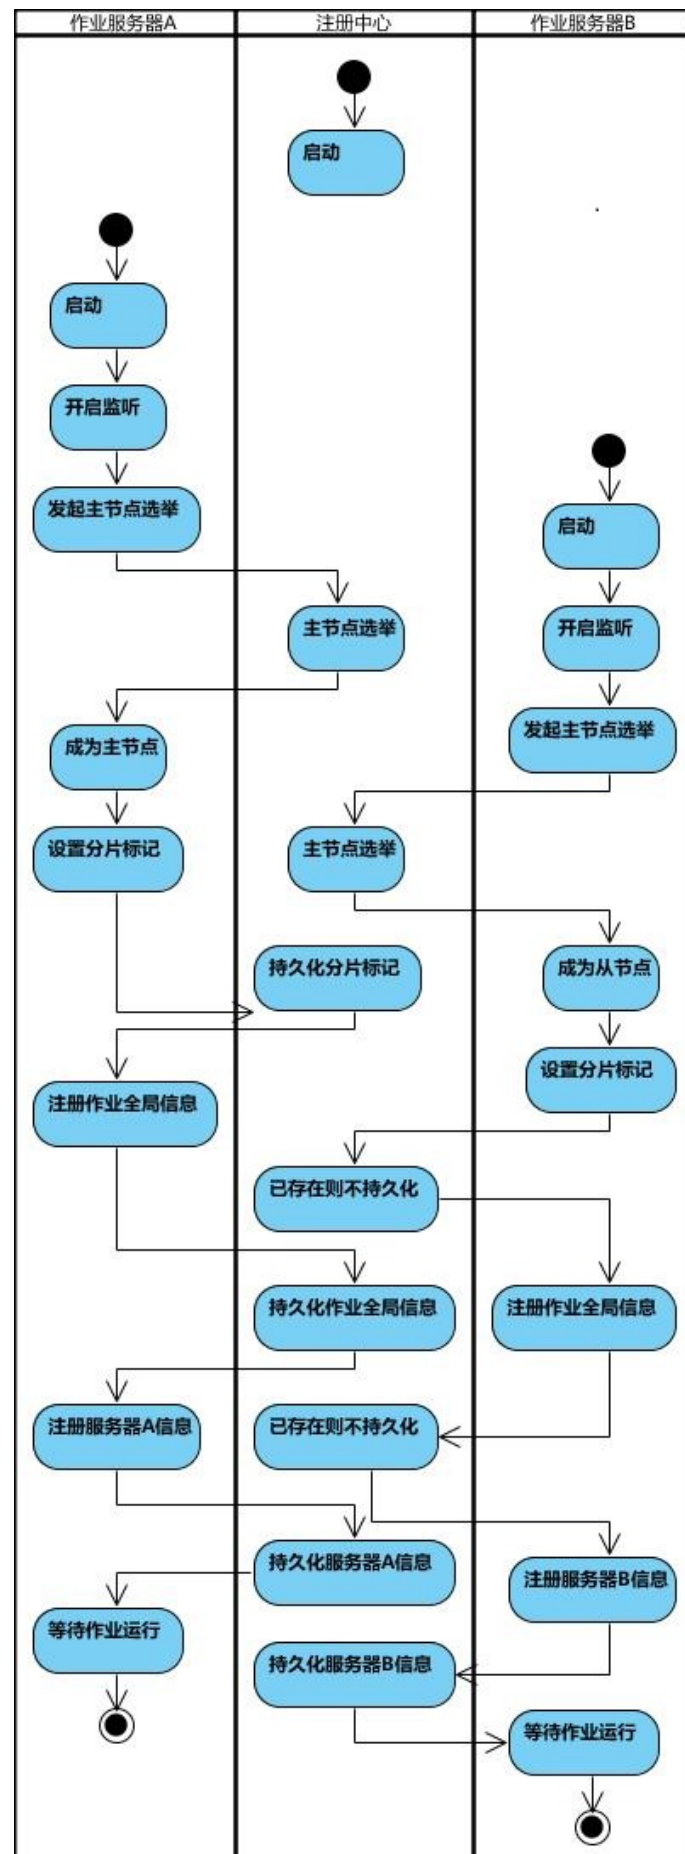 作业服务器A
注册中心
作业服务器B
启动
启动
开启监听
发起主节点选举
启动
主节点选举
开启监听
成为主节点
发起主节点选举
设置分片标记
主节点选举
持久化分片标记
成为从节点
设置分片标记
注册作业全局信息
已存在则不持久化
持久化作业全局信息
注册作业全局信息
注册服务器A信息
已存在则不持久化
持久化服务器A信息
注册服务器B信息
等待作业运行
持久化服务器B信息
等待作业运行